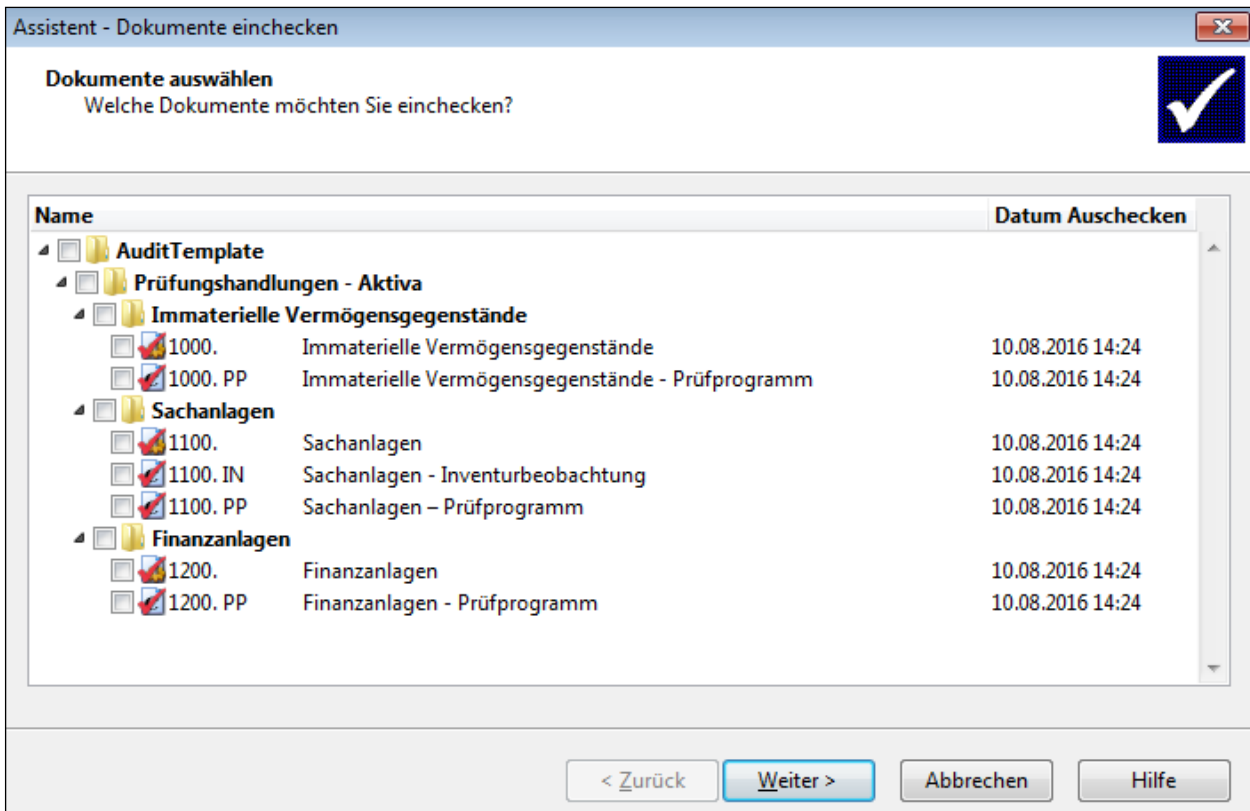 Assistent - Dokumente einchecken
Dokumente auswählen
Welche Dokumente möchten Sie einchecken?
Name Datum Auschecken
AuditTemplate
Prüfungshandlungen - Aktiva
Immaterielle Vermögensgegenstände
1000. Immaterielle Vermögensgegenstände 10.08.2016 14:24
1000. PP Immaterielle Vermögensgegenstände - Prüfprogramm 10.08.2016 14:24
Sachanlagen
1100. Sachanlagen 10.08.2016 14:24
1100. IN Sachanlagen - Inventurbeobachtung 10.08.2016 14:24
1100. PP Sachanlagen – Prüfprogramm 10.08.2016 14:24
Finanzanlagen
1200. Finanzanlagen 10.08.2016 14:24
1200. PP Finanzanlagen - Prüfprogramm 10.08.2016 14:24
< Zurück Weiter > Abbrechen Hilfe